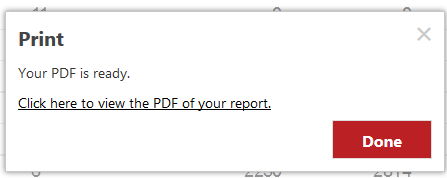 Print
Your PDF is ready.
Click here to view the PDF of your report.
Done